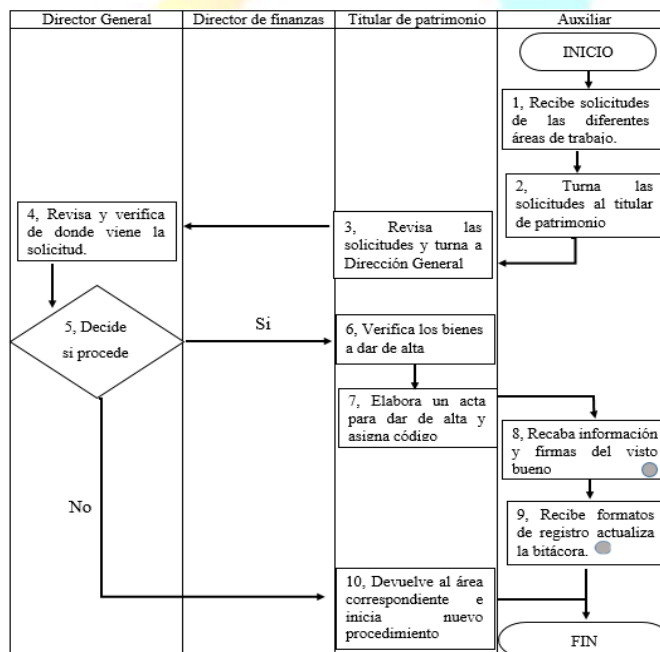 Director General
Director de finanzas
Titular de patrimonio
Auxiliar
INICIO
1, Recibe solicitudes
de las diferentes
áreas de trabajo.
2, Turna las
solicitudes al titular
de patrimonio
3, Revisa las
solicitudes y turna a
Dirección General
4, Revisa y verifica
de donde viene la
solicitud.
5, Decide
si procede
Si
6, Verifica los bienes
a dar de alta
7, Elabora un acta
para dar de alta y
asigna código
8, Recaba información
y firmas del visto
bueno
9, Recibe formatos
de registro actualiza
la bitácora.
No
10, Devuelve al área
correspondiente e
inicia nuevo
procedimiento
FIN